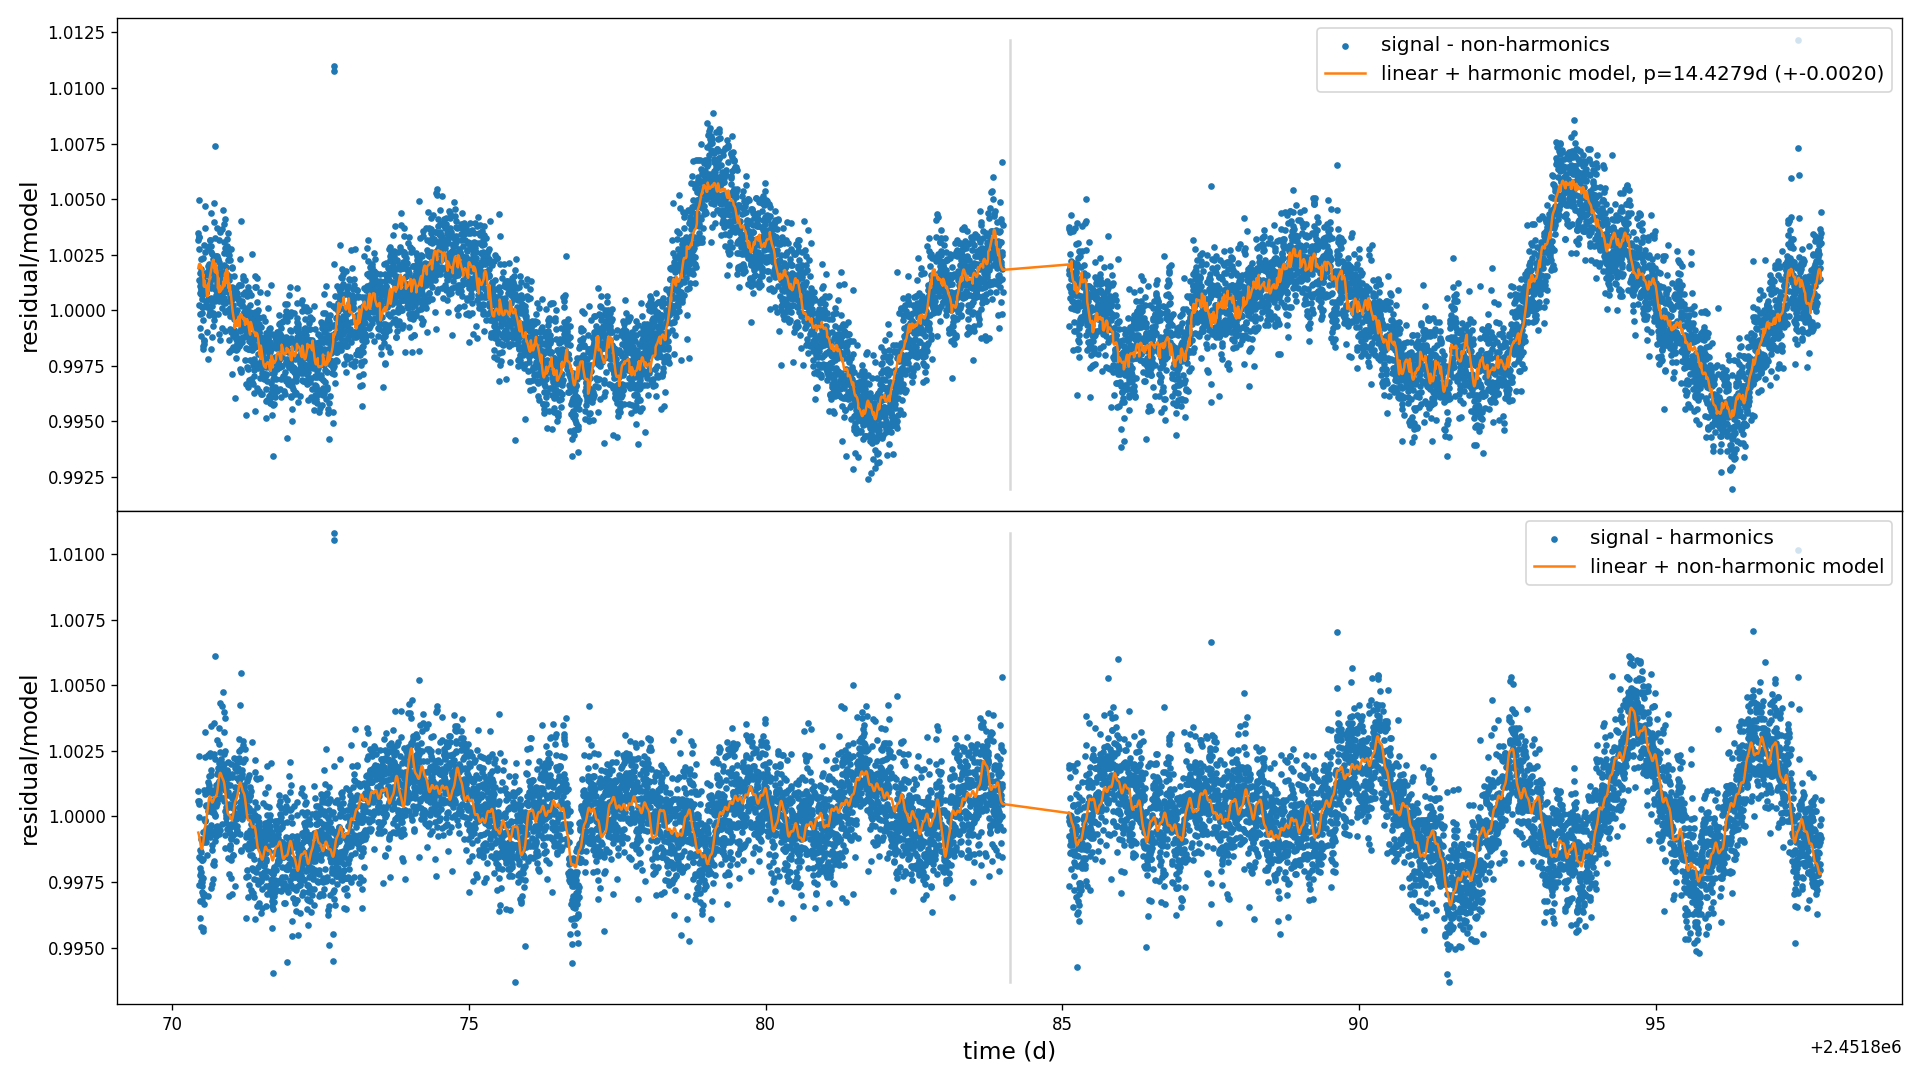 signal - non-harmonics
linear + harmonic model, p=14.4279d (+-0.0020)
residual/model
1.0125
1.0100
1.0075
1.0050
1.0025
1.0000
0.9975
0.9950
0.9925
signal - harmonics
linear + non-harmonic model
residual/model
1.0100
1.0075
1.0050
1.0025
1.0000
0.9975
0.9950
70 75 80 85 90 95
time (d)
+2.4518e6